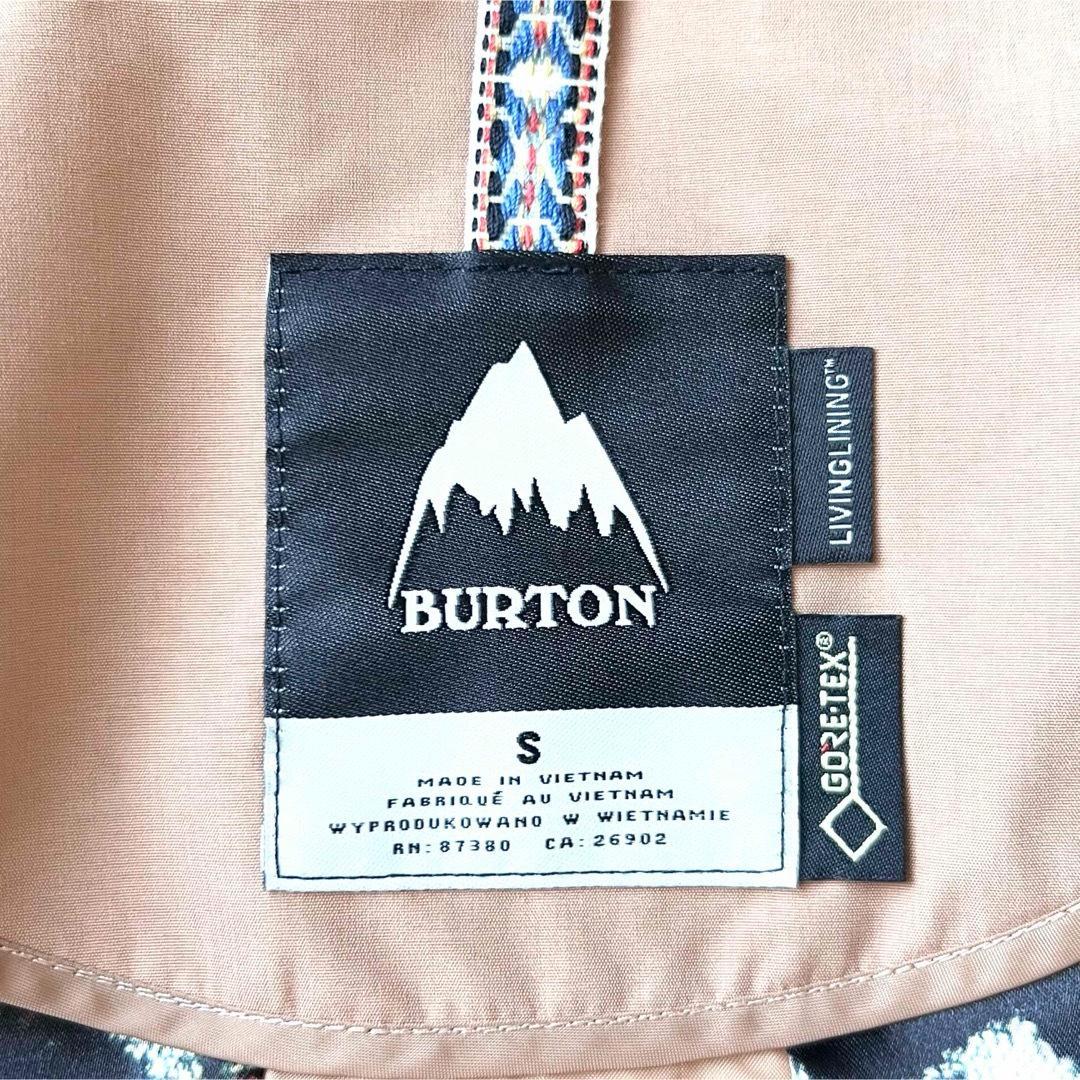 BURTON
S
MADE IN VIETNAM
FABRIQUÉ AU VIETNAM
WYPRODUKOWANO W WIETNAMIE
RN: 87380 CA: 26902
LIVINGLINING™
GORE-TEX®